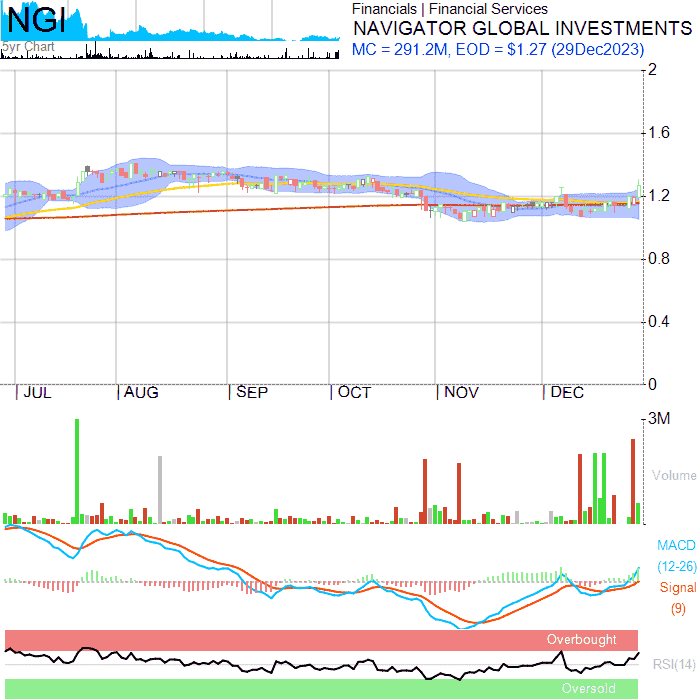 NGI
5yr Chart
Financials | Financial Services
NAVIGATOR GLOBAL INVESTMENTS
MC = 291.2M, EOD = $1.27 (29Dec2023)
2
1.6
1.2
0.8
0.4
0
JUL
AUG
SEP
OCT
NOV
DEC
3M
Volume
MACD
(12-26)
Signal
(9)
Overbought
RSI(14)
Oversold